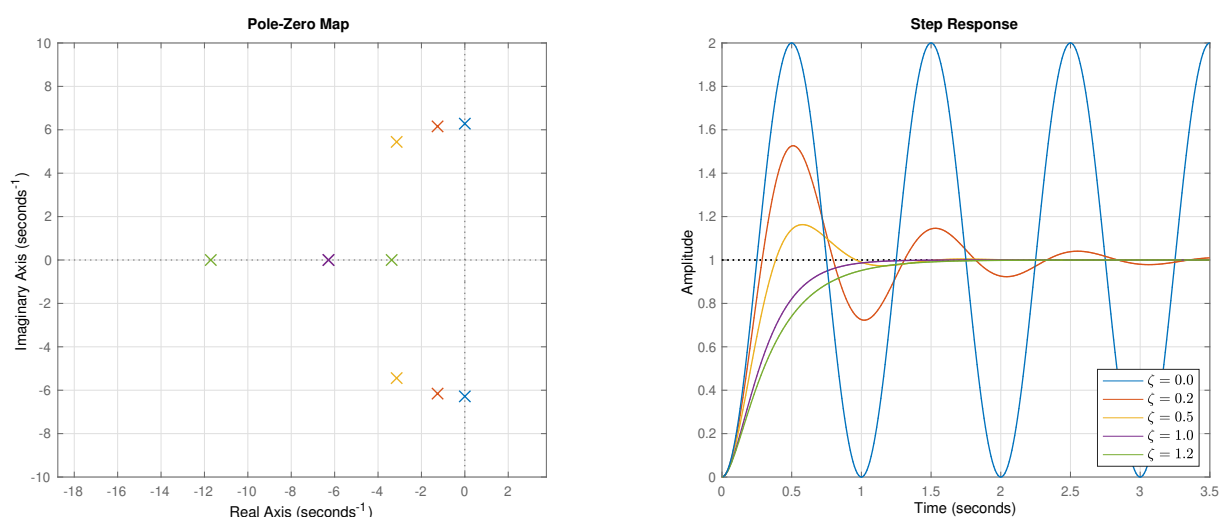 Pole-Zero Map
10
8
6
4
2
0
-2
-4
-6
-8
-10
-18 -16 -14 -12 -10 -8 -6 -4 -2 0 2
Real Axis (seconds⁻¹)
Imaginary Axis (seconds⁻¹)
Step Response
2
1.8
1.6
1.4
1.2
1
0.8
0.6
0.4
0.2
0
0 0.5 1 1.5 2 2.5 3 3.5
Time (seconds)
Amplitude
ζ = 0.0
ζ = 0.2
ζ = 0.5
ζ = 1.0
ζ = 1.2